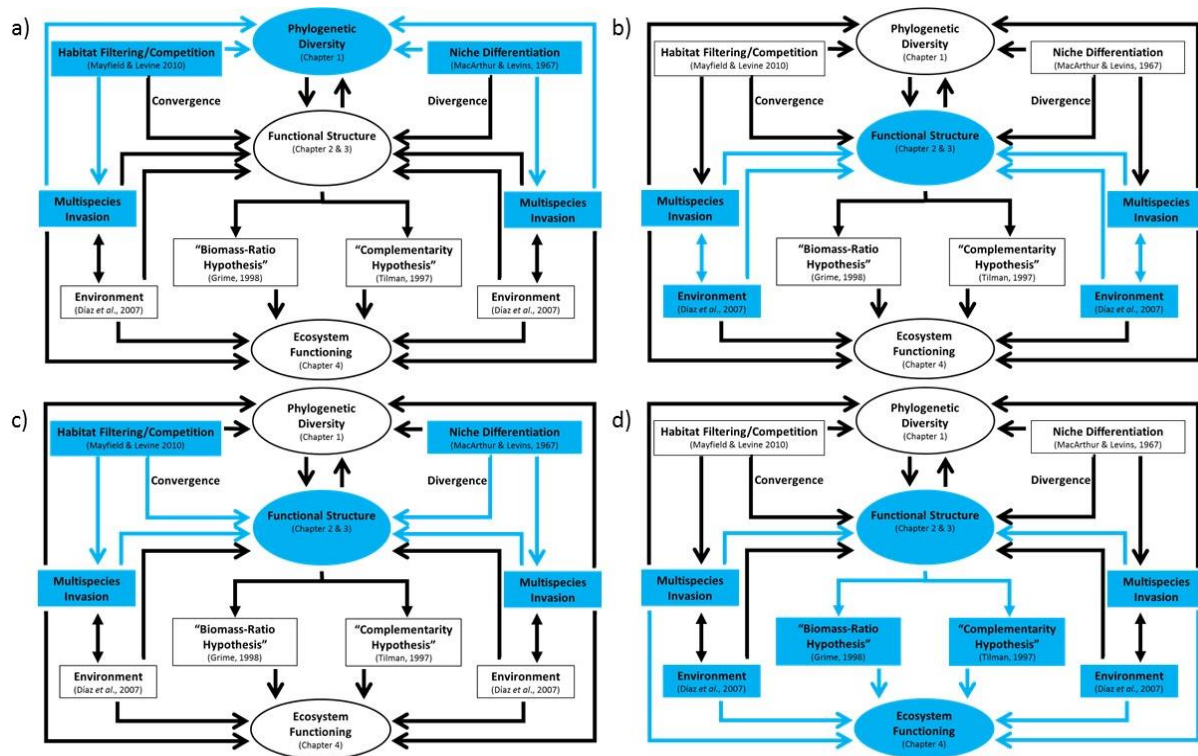 a)
Phylogenetic
Diversity
(Chapter 1)
Habitat Filtering/Competition
(Mayfield & Levine 2010)
Niche Differentiation
(MacArthur & Levins, 1967)
Convergence
Divergence
Functional Structure
(Chapter 2 & 3)
Multispecies
Invasion
Multispecies
Invasion
"Biomass-Ratio
Hypothesis"
(Grime, 1998)
"Complementarity
Hypothesis"
(Tilman, 1997)
Environment
(Díaz et al., 2007)
Environment
(Díaz et al., 2007)
Ecosystem
Functioning
(Chapter 4)
b)
Phylogenetic
Diversity
(Chapter 1)
Habitat Filtering/Competition
(Mayfield & Levine 2010)
Niche Differentiation
(MacArthur & Levins, 1967)
Convergence
Divergence
Functional Structure
(Chapter 2 & 3)
Multispecies
Invasion
Multispecies
Invasion
"Biomass-Ratio
Hypothesis"
(Grime, 1998)
"Complementarity
Hypothesis"
(Tilman, 1997)
Environment
(Díaz et al., 2007)
Environment
(Díaz et al., 2007)
Ecosystem
Functioning
(Chapter 4)
c)
Phylogenetic
Diversity
(Chapter 1)
Habitat Filtering/Competition
(Mayfield & Levine 2010)
Niche Differentiation
(MacArthur & Levins, 1967)
Convergence
Divergence
Functional Structure
(Chapter 2 & 3)
Multispecies
Invasion
Multispecies
Invasion
"Biomass-Ratio
Hypothesis"
(Grime, 1998)
"Complementarity
Hypothesis"
(Tilman, 1997)
Environment
(Díaz et al., 2007)
Environment
(Díaz et al., 2007)
Ecosystem
Functioning
(Chapter 4)
d)
Phylogenetic
Diversity
(Chapter 1)
Habitat Filtering/Competition
(Mayfield & Levine 2010)
Niche Differentiation
(MacArthur & Levins, 1967)
Convergence
Divergence
Functional Structure
(Chapter 2 & 3)
Multispecies
Invasion
Multispecies
Invasion
"Biomass-Ratio
Hypothesis"
(Grime, 1998)
"Complementarity
Hypothesis"
(Tilman, 1997)
Environment
(Díaz et al., 2007)
Environment
(Díaz et al., 2007)
Ecosystem
Functioning
(Chapter 4)